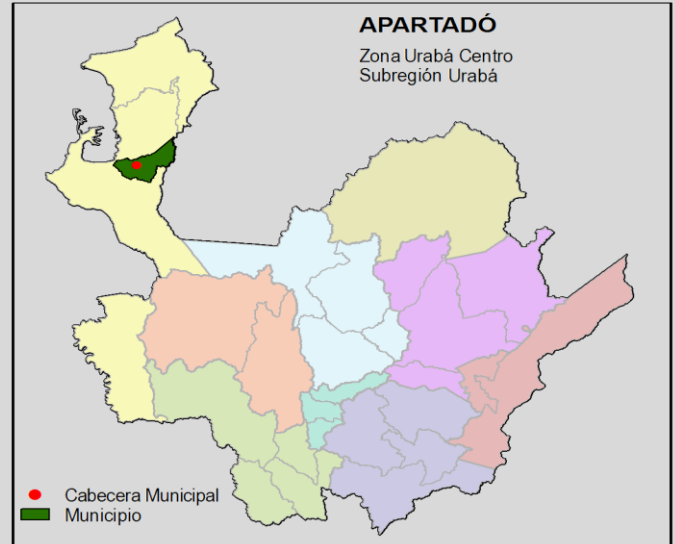 APARTADÓ
Zona Urabá Centro
Subregión Urabá
Cabecera Municipal
Municipio